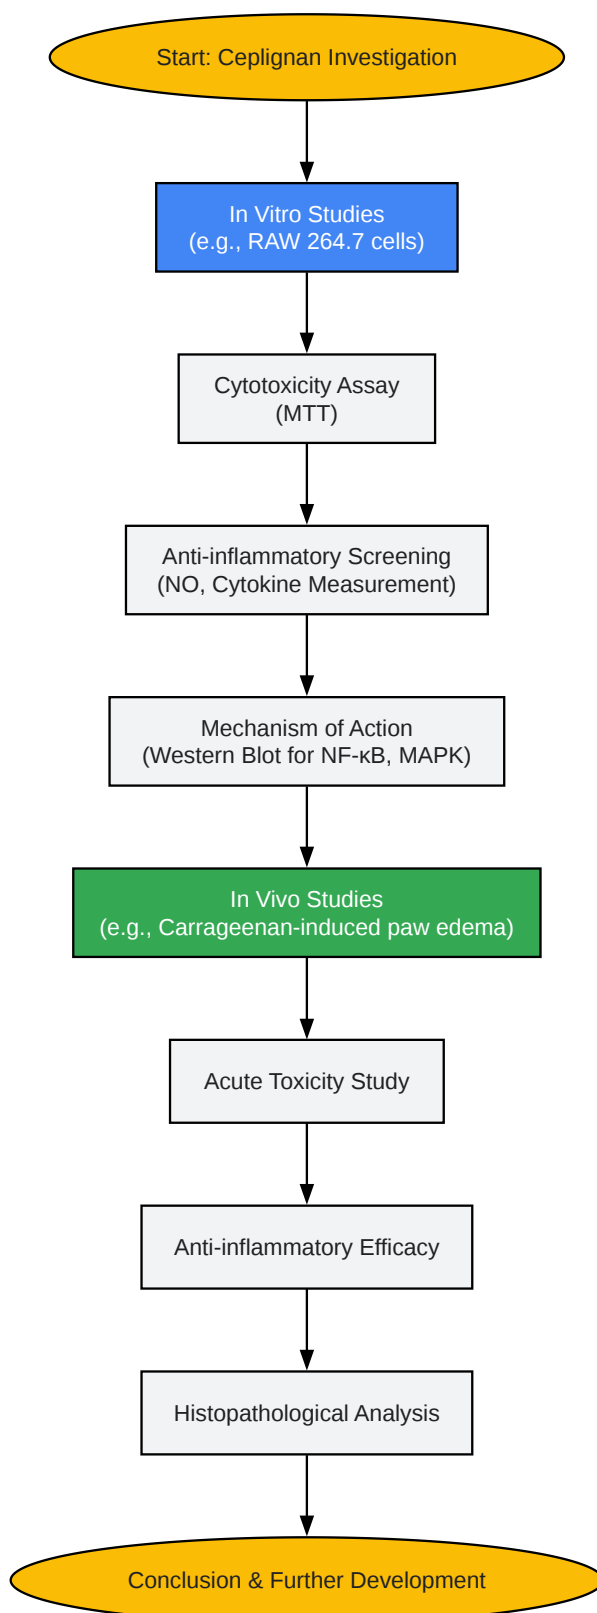 Start: Ceplignan Investigation
In Vitro Studies
(e.g., RAW 264.7 cells)
Cytotoxicity Assay
(MTT)
Anti-inflammatory Screening
(NO, Cytokine Measurement)
Mechanism of Action
(Western Blot for NF-κB, MAPK)
In Vivo Studies
(e.g., Carrageenan-induced paw edema)
Acute Toxicity Study
Anti-inflammatory Efficacy
Histopathological Analysis
Conclusion & Further Development